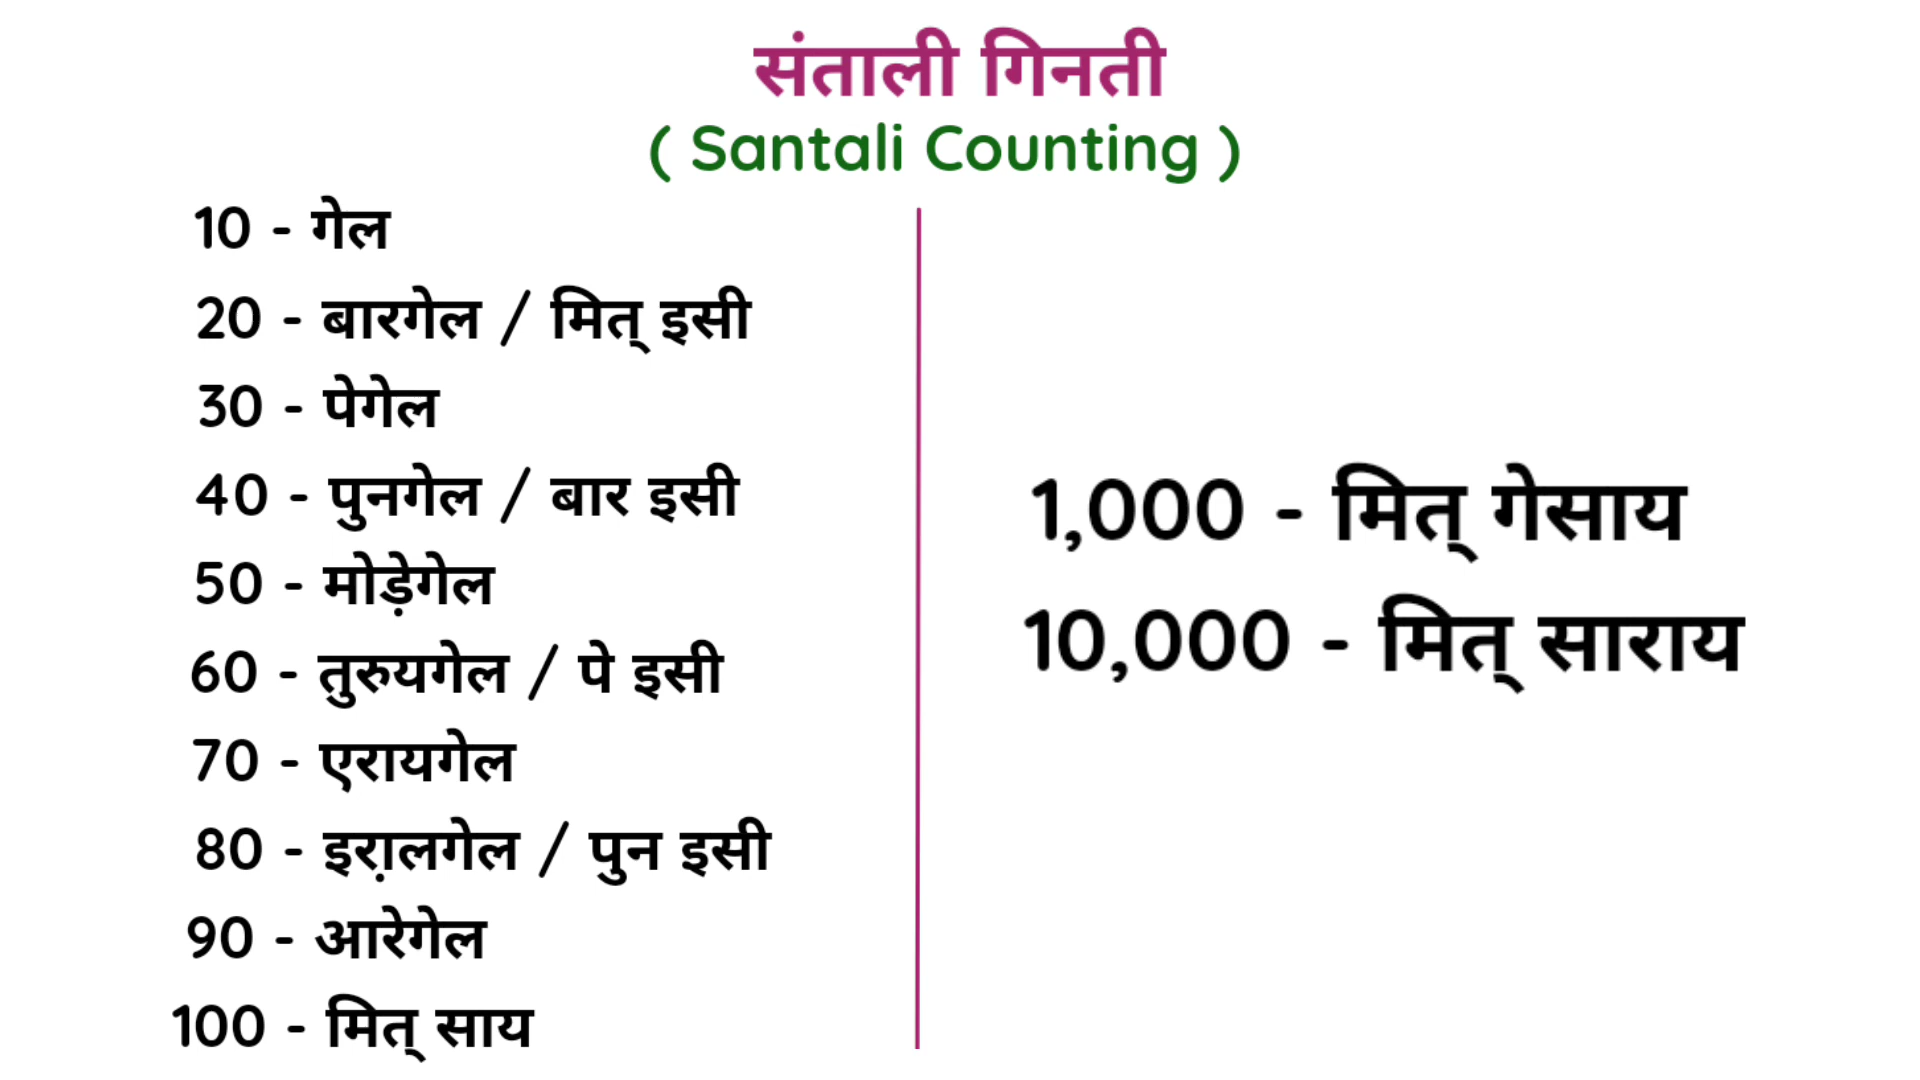 संताली गिनती
( Santali Counting )
10 - गेल
20 - बारगेल / मित् इसी
30 - पेगेल
40 - पुनगेल / बार इसी
50 - मोड़ेगेल
60 - तुरुयगेल / पे इसी
70 - एरायगेल
80 - इरा़लगेल / पुन इसी
90 - आरेगेल
100 - मित् साय
1,000 - मित् गेसाय
10,000 - मित् साराय